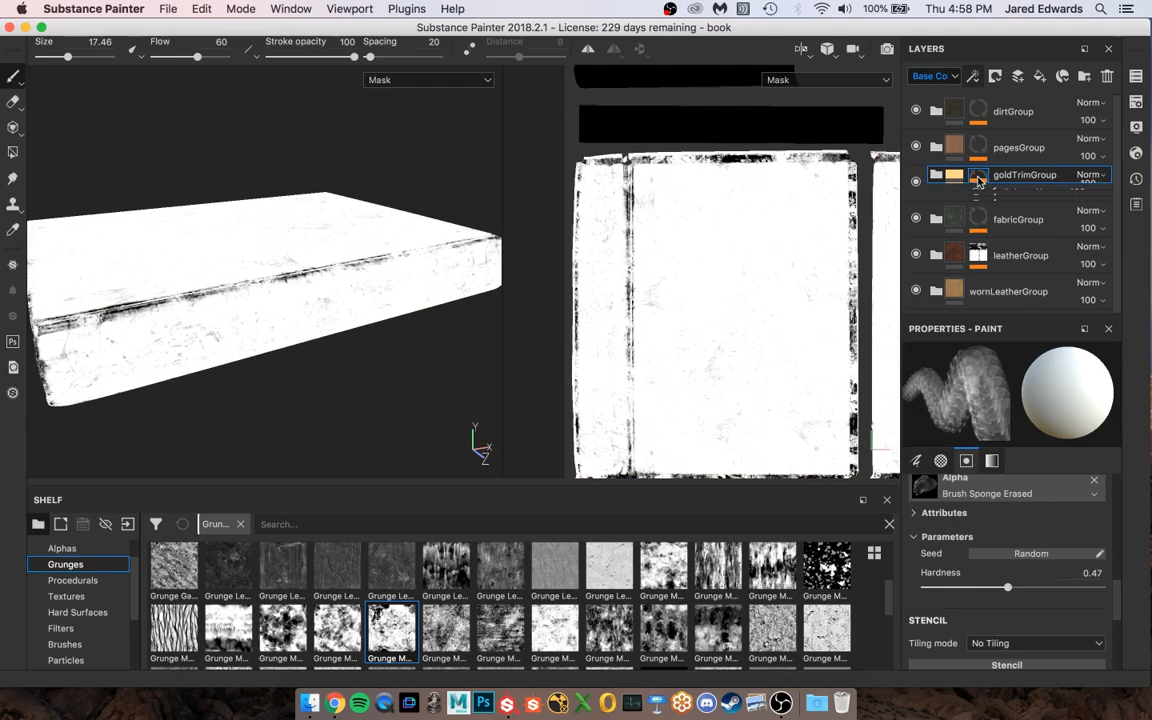 Substance Painter File Edit Mode Window Viewport Plugins Help 100% Thu 4:58 PM Jared Edwards
Substance Painter 2018.2.1 - License: 229 days remaining - book
Size 17.46 Flow 60 Stroke opacity 100 Spacing 20 Distance 8
Mask Mask
LAYERS
Base Co
dirtGroup Norm 100
pagesGroup Norm 100
goldTrimGroup Norm 100
fabricGroup Norm 100
leatherGroup Norm 100
wornLeatherGroup Norm 100
PROPERTIES - PAINT
Alpha
Brush Sponge Erased
Attributes
Parameters
Seed Random
Hardness 0.47
STENCIL
Tiling mode No Tiling
Stencil
Y
X
Z
SHELF
Ps
Grun... Search...
Alphas
Grunges
Procedurals
Textures
Hard Surfaces
Filters
Brushes
Particles
Grunge Ga... Grunge Le... Grunge Le... Grunge Le... Grunge Le... Grunge Le... Grunge Le... Grunge Le... Grunge Le... Grunge M... Grunge M... Grunge M... Grunge M...
Grunge M... Grunge M... Grunge M... Grunge M... Grunge M... Grunge M... Grunge M... Grunge M... Grunge M... Grunge M... Grunge M... Grunge M... Grunge M...